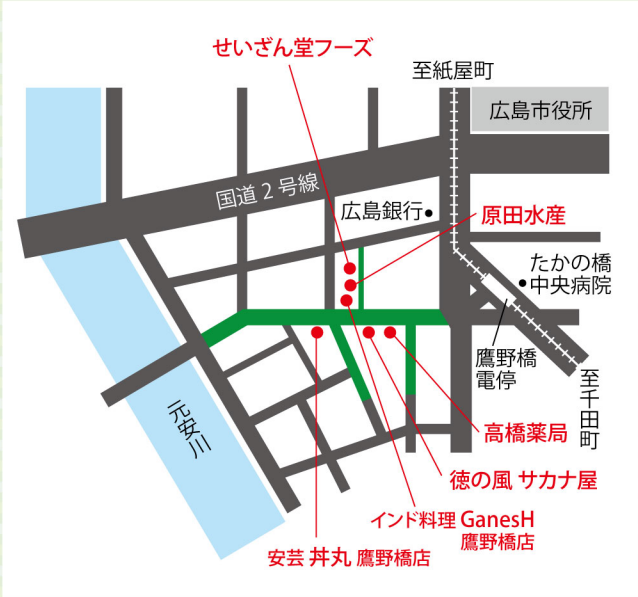 せいざん堂フーズ
至紙屋町
広島市役所
国道2号線
広島銀行
原田水産
たかの橋
中央病院
鷹野橋
電停
至千田町
元安川
高橋薬局
徳の風 サカナ屋
インド料理 GanesH
鷹野橋店
安芸 丼丸 鷹野橋店